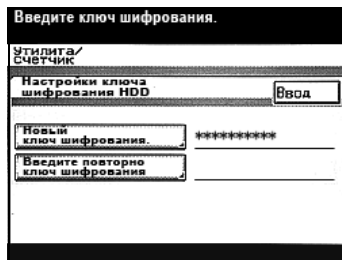 Введите ключ шифрования.
Утилита/
Счетчик
Настройки ключа
шифрования HDD
Ввод
Новый
ключ шифрования.
**********
Введите повторно
ключ шифрования